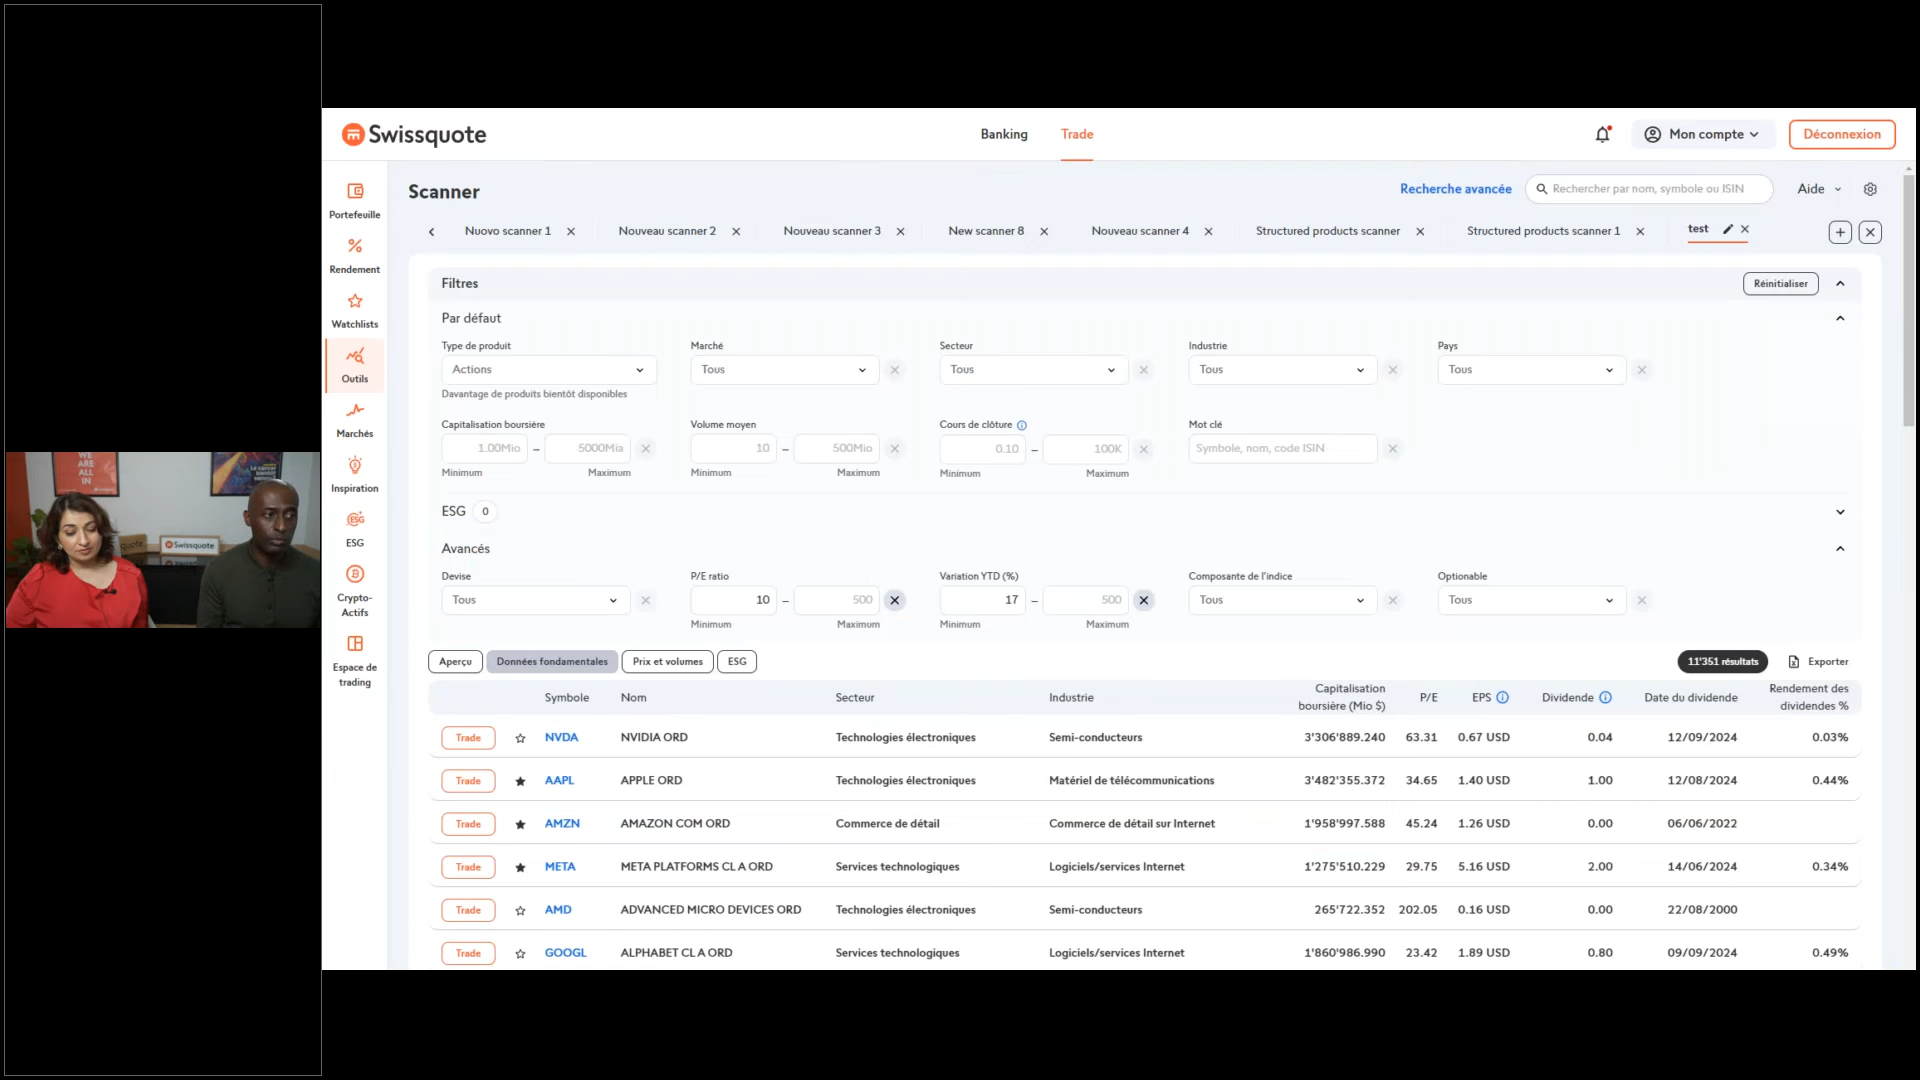 WE
ARE
ALL
IN
Swissquote
Swissquote
Banking
Trade
Mon compte
Déconnexion
Portefeuille
Rendement
Watchlists
Outils
Marchés
Inspiration
ESG
ESG
Crypto-
Actifs
Espace de
trading
Scanner
Recherche avancée
Rechercher par nom, symbole ou ISIN
Aide
Nuovo scanner 1
Nouveau scanner 2
Nouveau scanner 3
New scanner 8
Nouveau scanner 4
Structured products scanner
Structured products scanner 1
test
Filtres
Réinitialiser
Par défaut
Type de produit Marché Secteur Industrie Pays
Actions Tous Tous Tous Tous
Davantage de produits bientôt disponibles
Capitalisation boursière Volume moyen Cours de clôture Mot clé
1.00Mio – 5000Mia 10 – 500Mio 0.10 – 100K Symbole, nom, code ISIN
Minimum Maximum Minimum Maximum Minimum Maximum
ESG 0
Avancés
Devise P/E ratio Variation YTD (%) Composante de l'indice Optionable
Tous 10 – 500 17 – 500 Tous Tous
Minimum Maximum Minimum Maximum
Aperçu Données fondamentales Prix et volumes ESG 11'351 résultats Exporter
Symbole Nom Secteur Industrie Capitalisation boursière (Mio $) P/E EPS Dividende Date du dividende Rendement des dividendes %
Trade NVDA NVIDIA ORD Technologies électroniques Semi-conducteurs 3'306'889.240 63.31 0.67 USD 0.04 12/09/2024 0.03%
Trade AAPL APPLE ORD Technologies électroniques Matériel de télécommunications 3'482'355.372 34.65 1.40 USD 1.00 12/08/2024 0.44%
Trade AMZN AMAZON COM ORD Commerce de détail Commerce de détail sur Internet 1'958'997.588 45.24 1.26 USD 0.00 06/06/2022
Trade META META PLATFORMS CL A ORD Services technologiques Logiciels/services Internet 1'275'510.229 29.75 5.16 USD 2.00 14/06/2024 0.34%
Trade AMD ADVANCED MICRO DEVICES ORD Technologies électroniques Semi-conducteurs 265'722.352 202.05 0.16 USD 0.00 22/08/2000
Trade GOOGL ALPHABET CL A ORD Services technologiques Logiciels/services Internet 1'860'986.990 23.42 1.89 USD 0.80 09/09/2024 0.49%